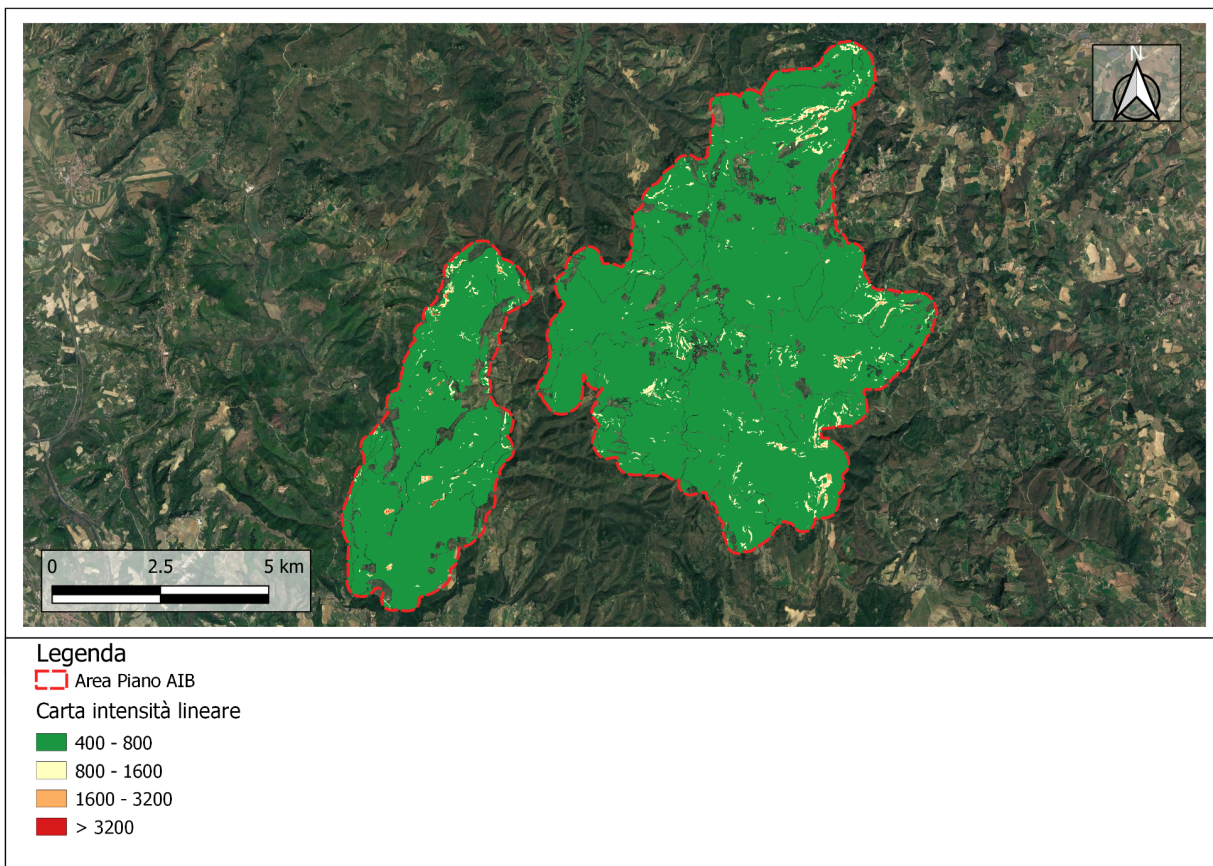 N
0 2.5 5 km
Legenda
Area Piano AIB
Carta intensità lineare
400 - 800
800 - 1600
1600 - 3200
> 3200